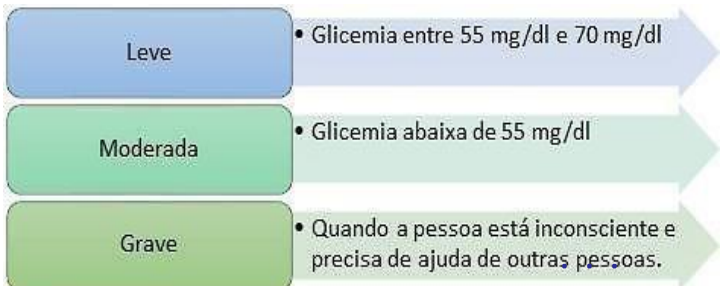 Leve
• Glicemia entre 55 mg/dl e 70 mg/dl
Moderada
• Glicemia abaixa de 55 mg/dl
Grave
• Quando a pessoa está inconsciente e
precisa de ajuda de outras pessoas.